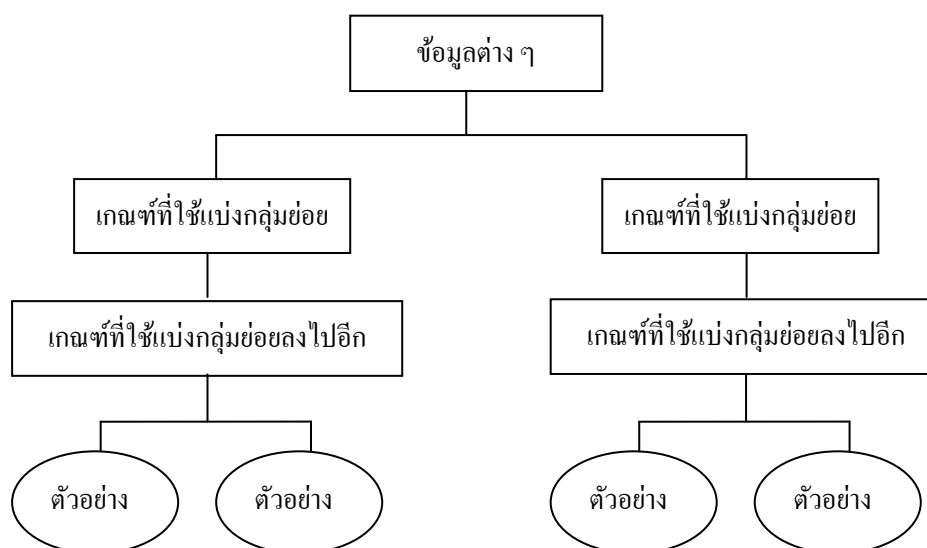 ข้อมูลต่าง ๆ
เกณฑ์ที่ใช้แบ่งกลุ่มย่อย
เกณฑ์ที่ใช้แบ่งกลุ่มย่อย
เกณฑ์ที่ใช้แบ่งกลุ่มย่อยลงไปอีก
เกณฑ์ที่ใช้แบ่งกลุ่มย่อยลงไปอีก
ตัวอย่าง
ตัวอย่าง
ตัวอย่าง
ตัวอย่าง